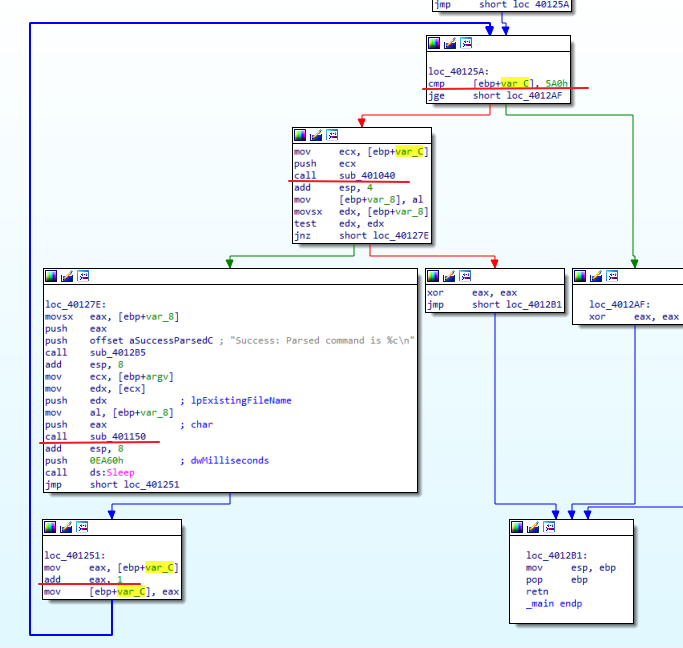 jmp short loc_40125A
loc_40125A:
cmp [ebp+var_C], 5A0h
jge short loc_4012AF
mov ecx, [ebp+var_C]
push ecx
call sub_401040
add esp, 4
mov [ebp+var_8], al
movsx edx, [ebp+var_8]
test edx, edx
jnz short loc_40127E
loc_40127E:
movsx eax, [ebp+var_8]
push eax
push offset aSuccessParsedC ; "Success: Parsed command is %c\n"
call sub_4012B5
add esp, 8
mov ecx, [ebp+argv]
mov edx, [ecx]
push edx ; lpExistingFileName
mov al, [ebp+var_8]
push eax ; char
call sub_401150
add esp, 8
push 0EA60h ; dwMilliseconds
call ds:Sleep
jmp short loc_401251
xor eax, eax
jmp short loc_4012B1
loc_4012AF:
xor eax, eax
loc_401251:
mov eax, [ebp+var_C]
add eax, 1
mov [ebp+var_C], eax
loc_4012B1:
mov esp, ebp
pop ebp
retn
_main endp